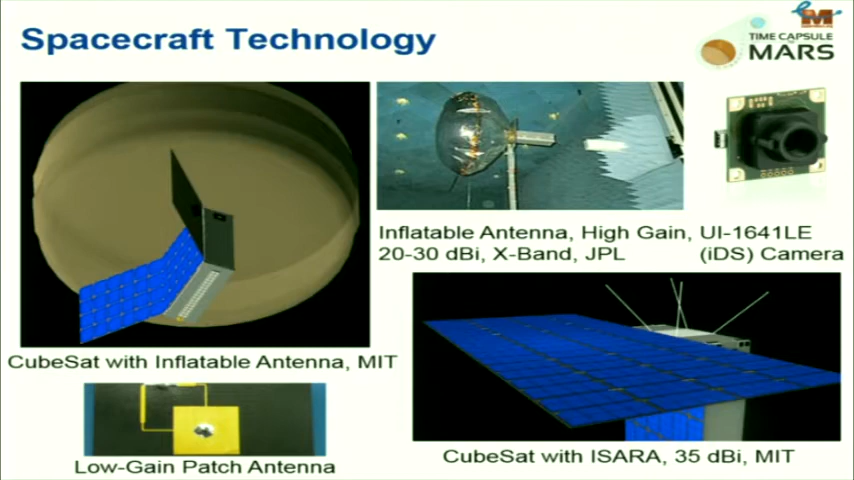 Spacecraft Technology
TIME CAPSULE
TO
MARS
Inflatable Antenna, High Gain,
20-30 dBi, X-Band, JPL
UI-1641LE
(iDS) Camera
CubeSat with Inflatable Antenna, MIT
Low-Gain Patch Antenna
CubeSat with ISARA, 35 dBi, MIT